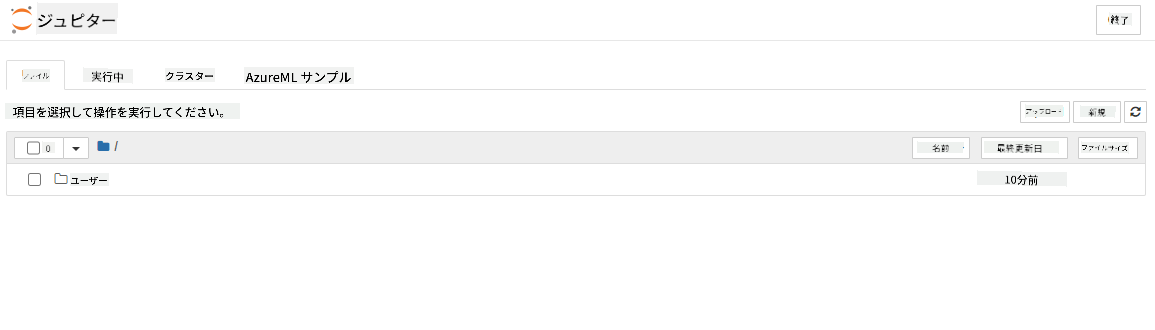 ジュピター
終了
ファイル 実行中 クラスター AzureML サンプル
項目を選択して操作を実行してください。
アップロード 新規
0 / 名前 最終更新日 ファイルサイズ
ユーザー 10分前